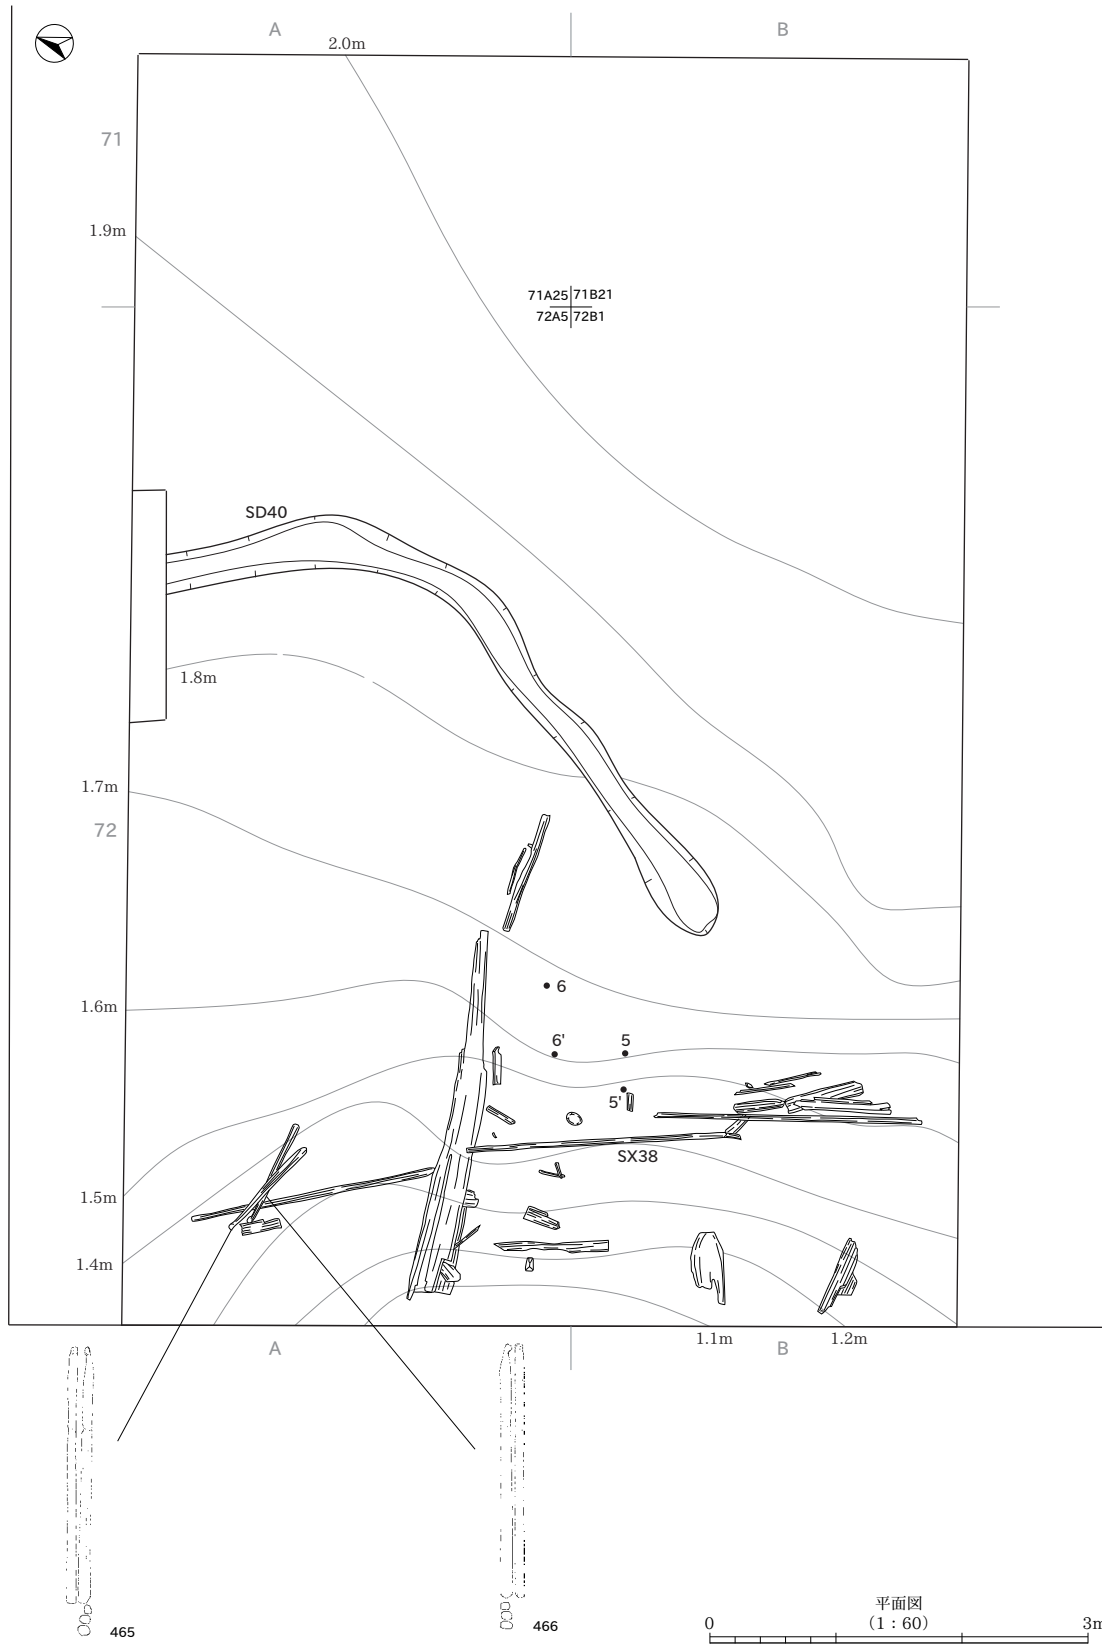 A
B
2.0m
71
1.9m
71A25 71B21
72A5 72B1
SD40
1.8m
1.7m
72
6
1.6m
6'
5
5'
SX38
1.5m
1.4m
1.1m
1.2m
A
B
465
466
平面図
（1：60）
0
3m